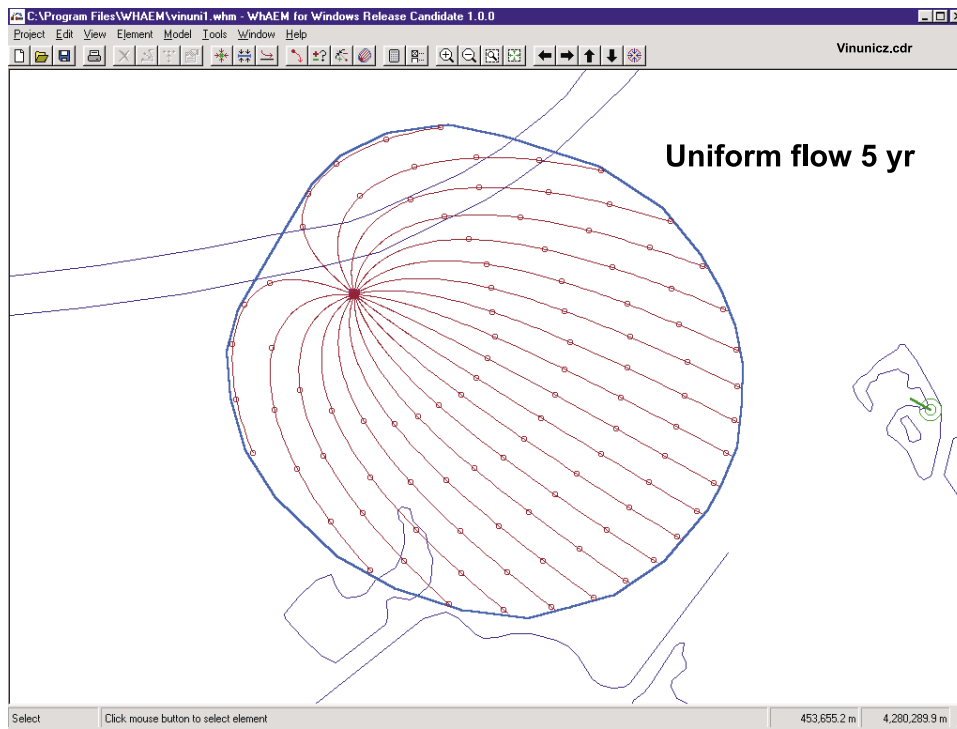 C:\Program Files\WHAEM\vinuni1.whm - WhAEM for Windows Release Candidate 1.0.0
Project Edit View Element Model Tools Window Help
Vinunicz.cdr
Uniform flow 5 yr
Select Click mouse button to select element 453,655.2 m 4,280,289.9 m